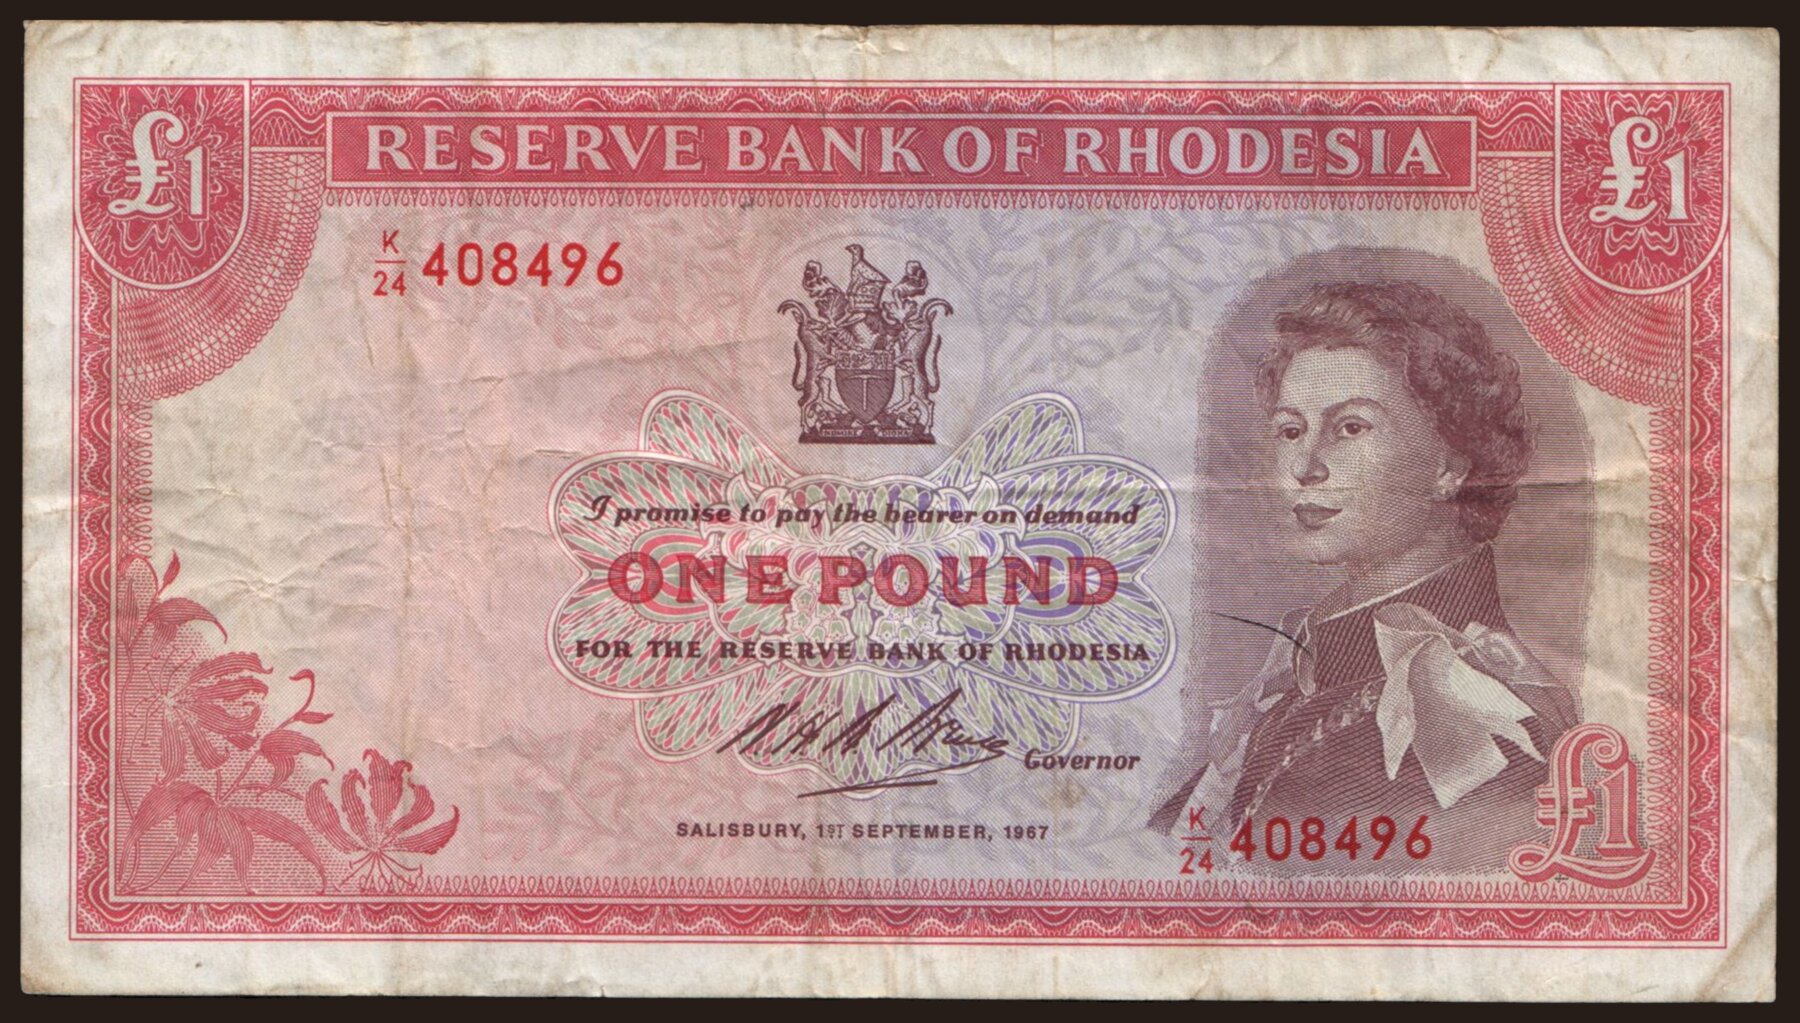 £1
RESERVE BANK OF RHODESIA
£1
K/24 408496
I promise to pay the bearer on demand
ONE POUND
FOR THE RESERVE BANK OF RHODESIA
Governor
SALISBURY, 1ST SEPTEMBER, 1967
K/24 408496
£1